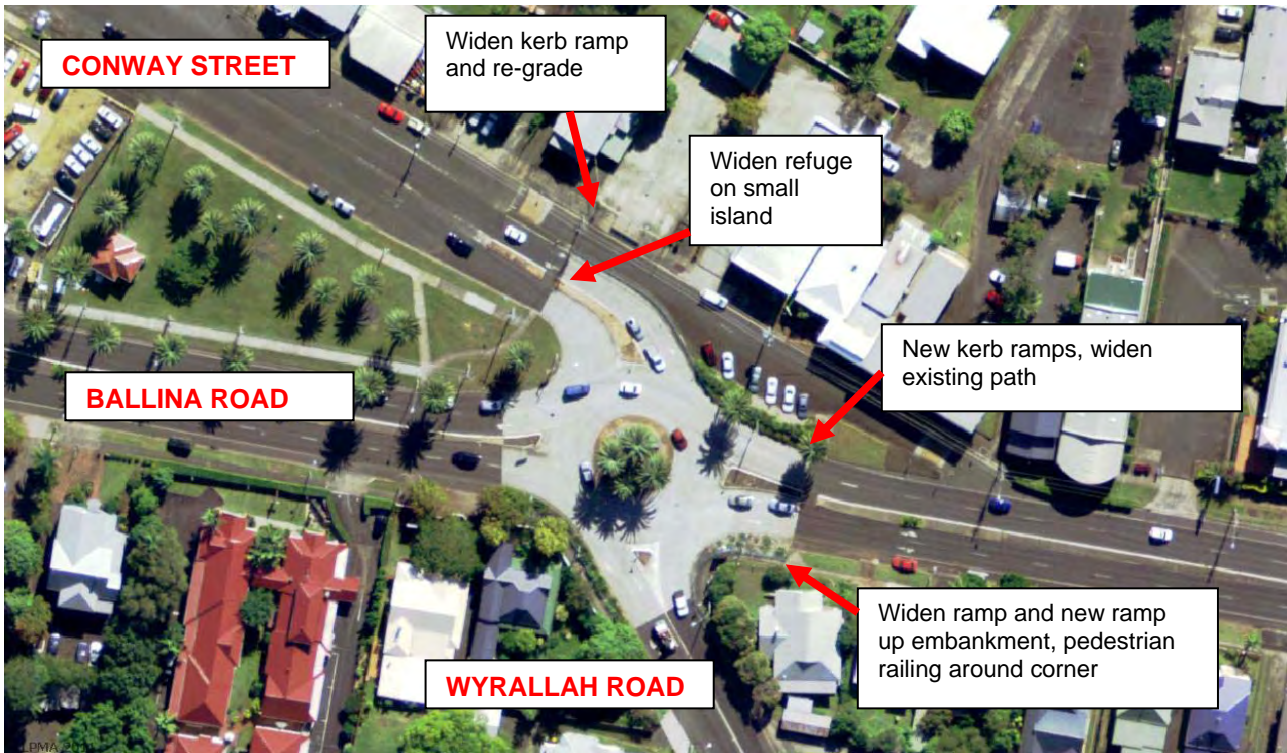 CONWAY STREET
Widen kerb ramp
and re-grade
Widen refuge
on small
island
New kerb ramps, widen
existing path
BALLINA ROAD
Widen ramp and new ramp
up embankment, pedestrian
railing around corner
WYRALLAH ROAD